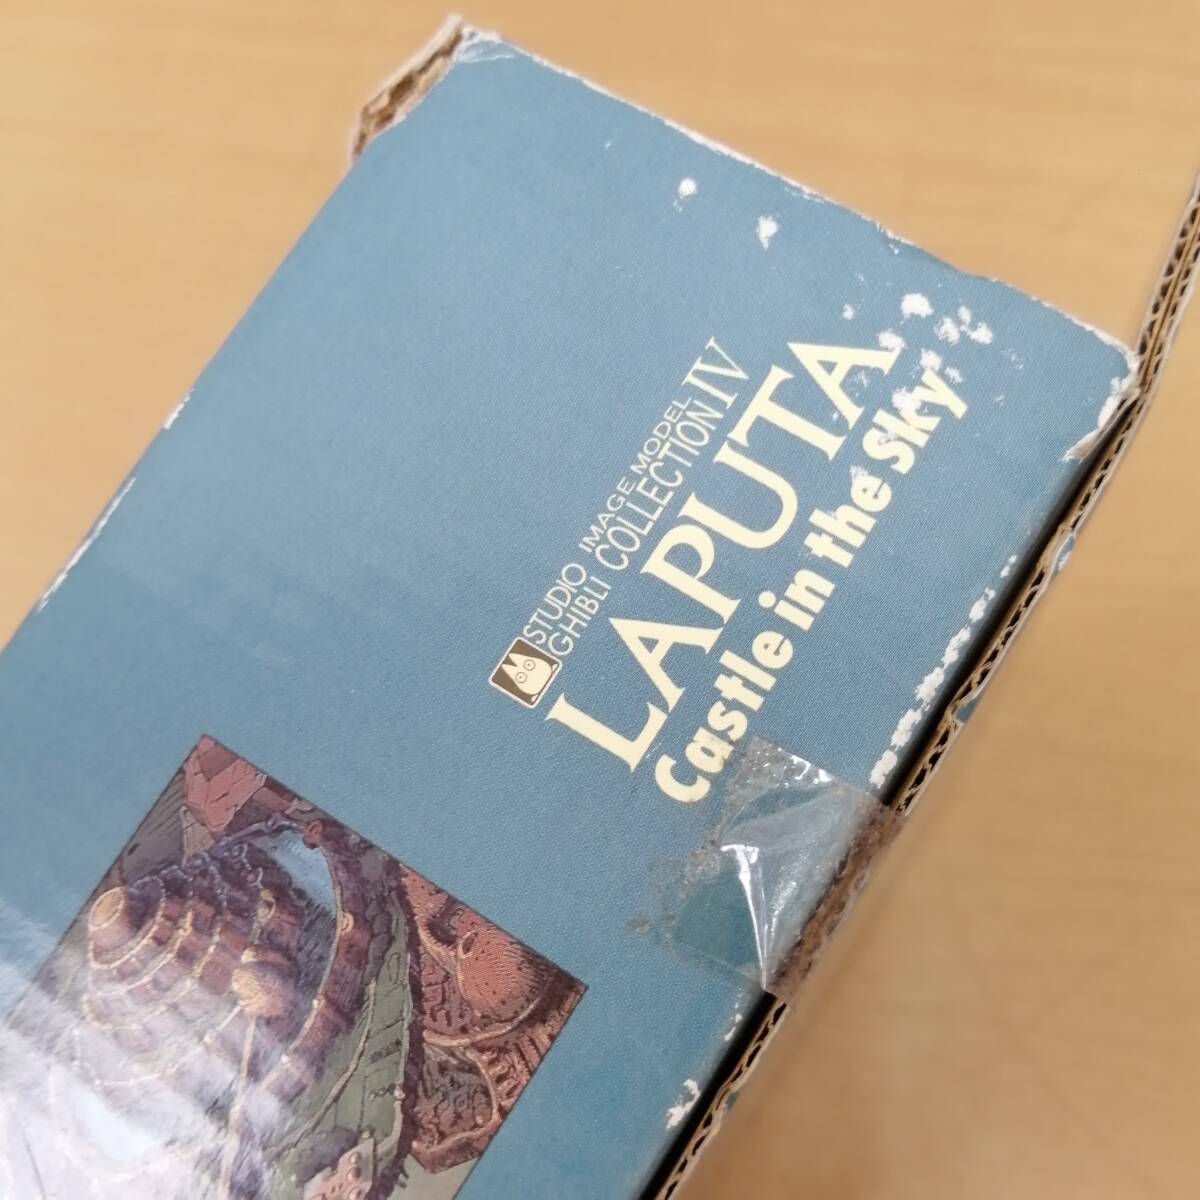 STUDIO IMAGE MODEL
GHIBLI COLLECTION IV
LAPUTA
Castle in the Sky